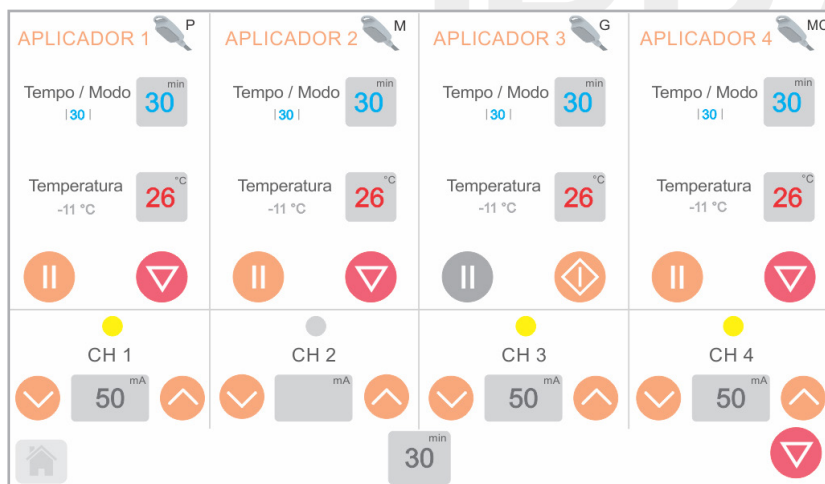 APLICADOR 1 P
Tempo / Modo
|30|
30 min
Temperatura
-11 °C
26 °C
APLICADOR 2 M
Tempo / Modo
|30|
30 min
Temperatura
-11 °C
26 °C
APLICADOR 3 G
Tempo / Modo
|30|
30 min
Temperatura
-11 °C
26 °C
APLICADOR 4
Tempo / Modo
|30|
30 min
Temperatura
-11 °C
26 °C
CH 1
50 mA
CH 2
mA
CH 3
50 mA
CH 4
50 mA
30 min